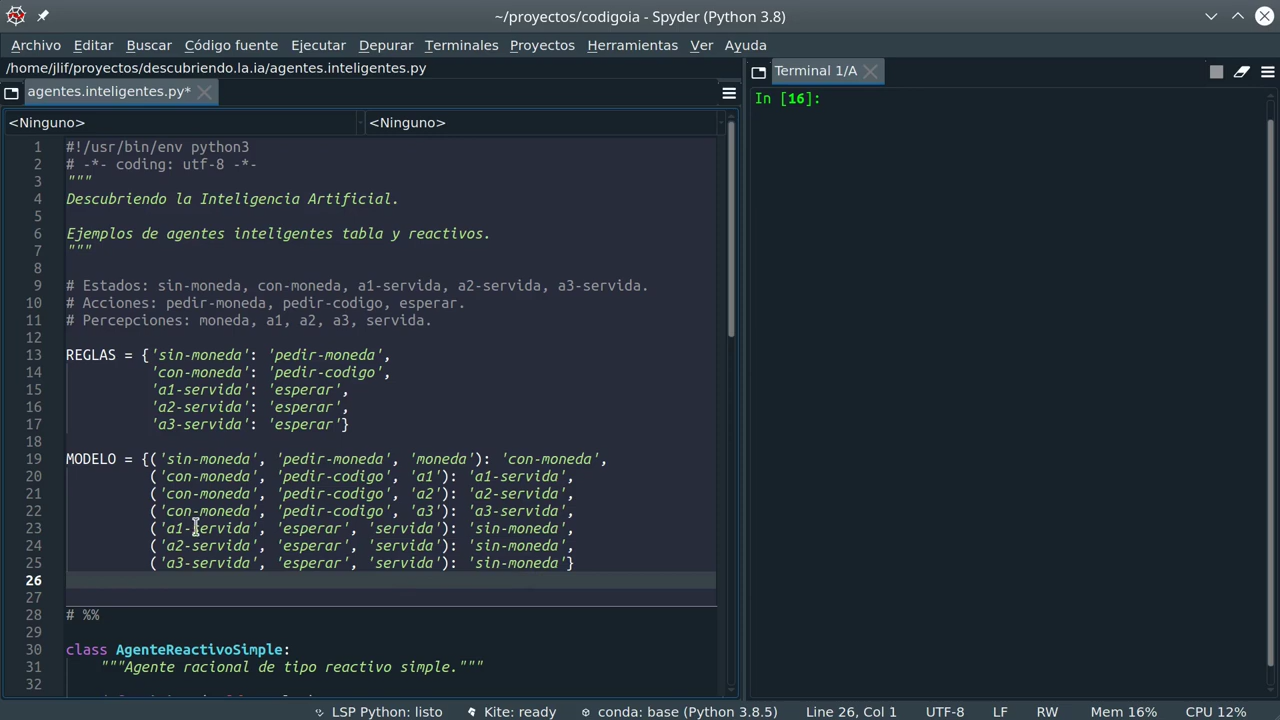 ~/proyectos/codigoia - Spyder (Python 3.8)
Archivo Editar Buscar Código fuente Ejecutar Depurar Terminales Proyectos Herramientas Ver Ayuda
/home/jlif/proyectos/descubriendo.la.ia/agentes.inteligentes.py
agentes.inteligentes.py*
<Ninguno> <Ninguno>
1 #!/usr/bin/env python3
2 # -*- coding: utf-8 -*-
3 """
4 Descubriendo la Inteligencia Artificial.
5
6 Ejemplos de agentes inteligentes tabla y reactivos.
7 """
8
9 # Estados: sin-moneda, con-moneda, a1-servida, a2-servida, a3-servida.
10 # Acciones: pedir-moneda, pedir-codigo, esperar.
11 # Percepciones: moneda, a1, a2, a3, servida.
12
13 REGLAS = {'sin-moneda': 'pedir-moneda',
14 'con-moneda': 'pedir-codigo',
15 'a1-servida': 'esperar',
16 'a2-servida': 'esperar',
17 'a3-servida': 'esperar'}
18
19 MODELO = {('sin-moneda', 'pedir-moneda', 'moneda'): 'con-moneda',
20 ('con-moneda', 'pedir-codigo', 'a1'): 'a1-servida',
21 ('con-moneda', 'pedir-codigo', 'a2'): 'a2-servida',
22 ('con-moneda', 'pedir-codigo', 'a3'): 'a3-servida',
23 ('a1-servida', 'esperar', 'servida'): 'sin-moneda',
24 ('a2-servida', 'esperar', 'servida'): 'sin-moneda',
25 ('a3-servida', 'esperar', 'servida'): 'sin-moneda'}
26
27
28 # %%
29
30 class AgenteReactivoSimple:
31 """Agente racional de tipo reactivo simple."""
32
Terminal 1/A
In [16]:
LSP Python: listo Kite: ready conda: base (Python 3.8.5) Line 26, Col 1 UTF-8 LF RW Mem 16% CPU 12%